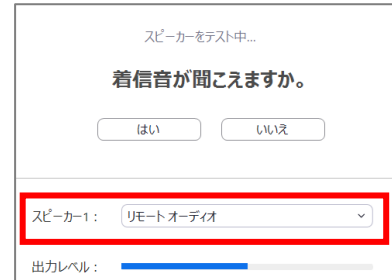 スピーカーをテスト中...
着信音が聞こえますか。
はい いいえ
スピーカー1： リモート オーディオ
出力レベル：